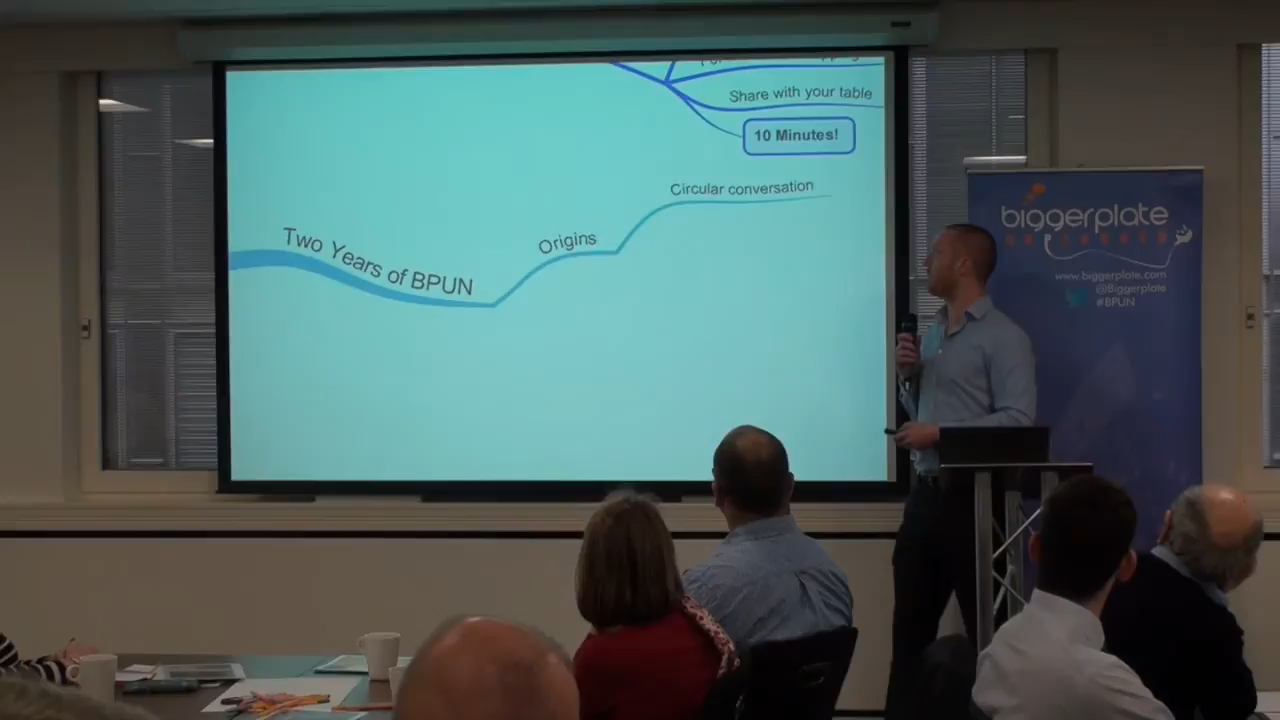 Share with your table
10 Minutes!
Circular conversation
Origins
Two Years of BPUN
biggerplate
www.biggerplate.com
@Biggerplate
#BPUN